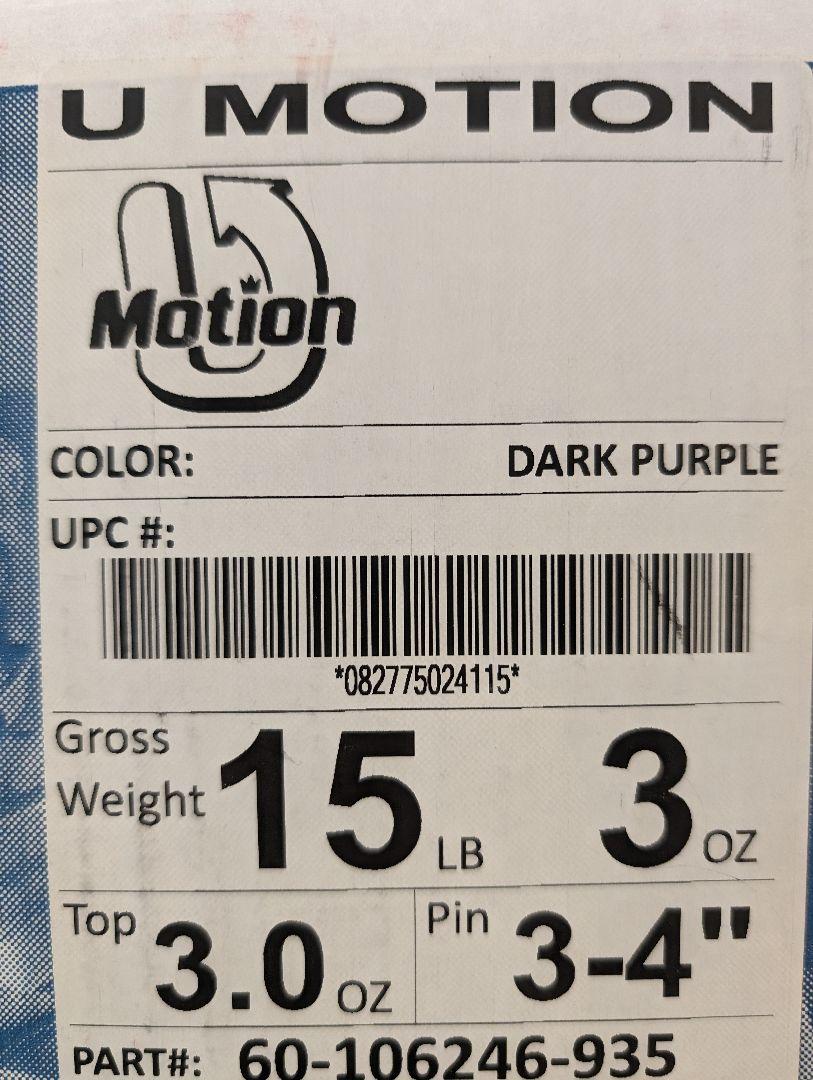 U MOTION
Motion
COLOR: DARK PURPLE
UPC #:
*082775024115*
Gross Weight 15 LB 3 OZ
Top 3.0 OZ Pin 3-4"
PART#: 60-106246-935